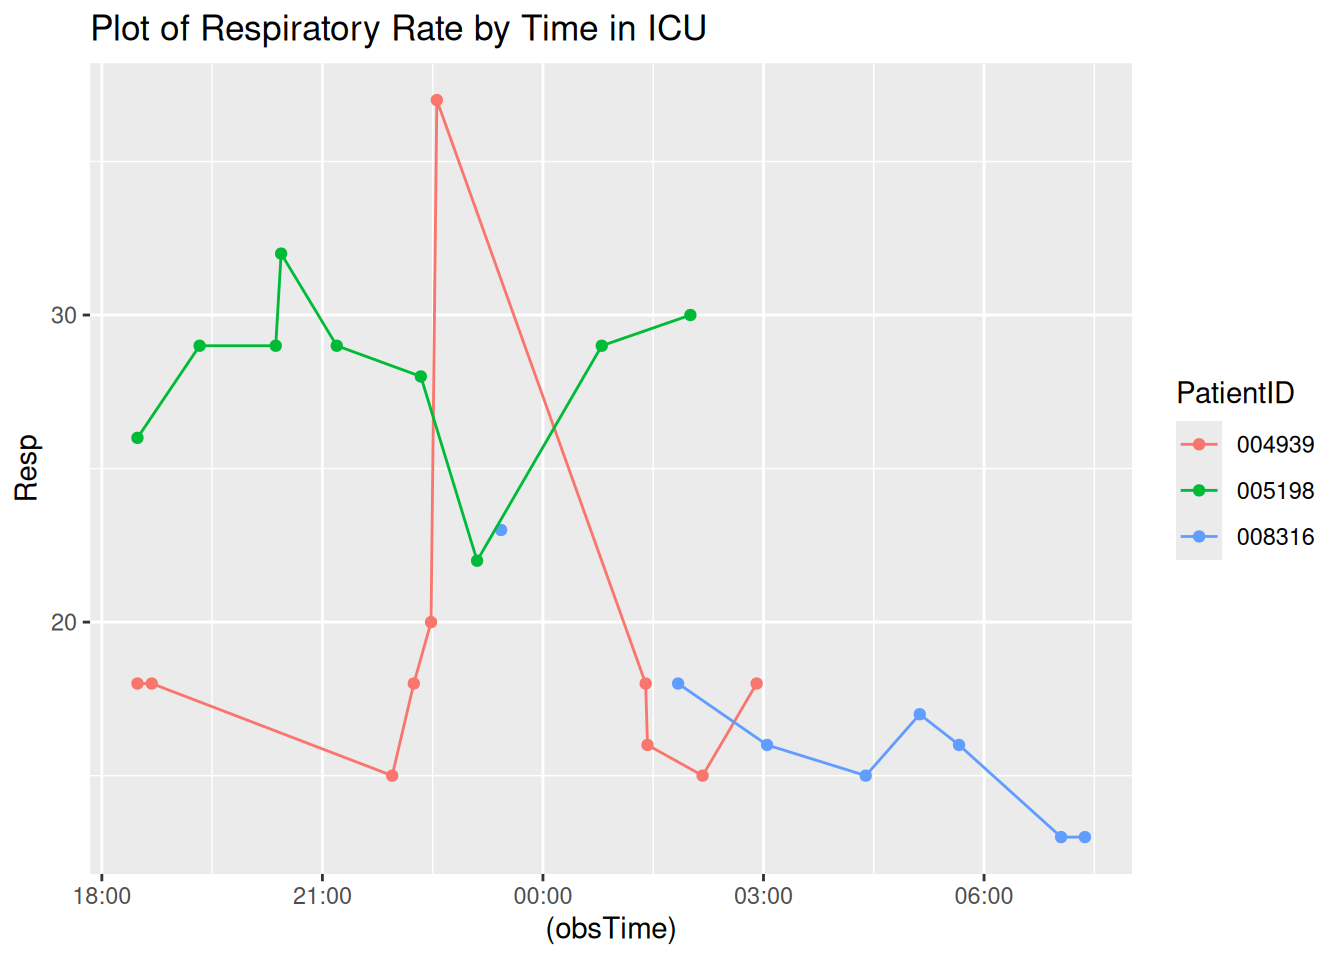 Plot of Respiratory Rate by Time in ICU
Resp
30
20
18:00 21:00 00:00 03:00 06:00
(obsTime)
PatientID
004939
005198
008316